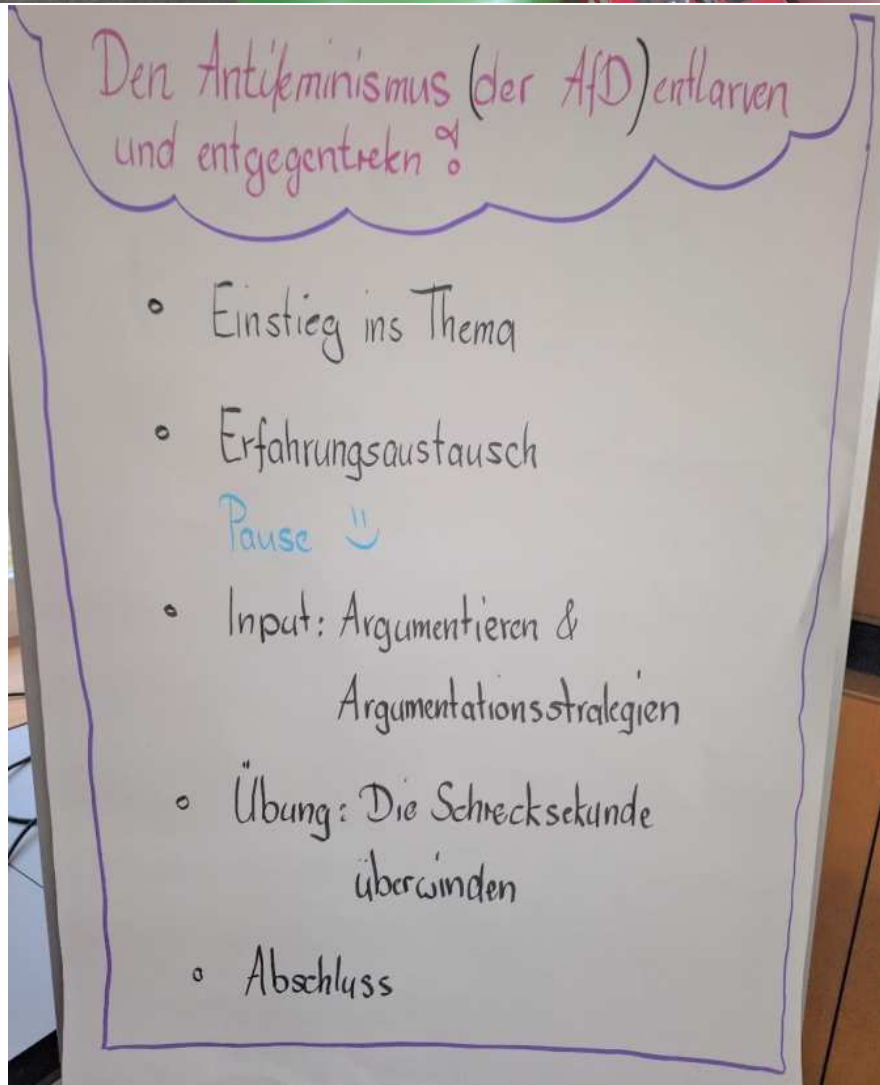 Den Antifeminismus (der AfD) entlarven
und entgegentreten!
• Einstieg ins Thema
• Erfahrungsaustausch
Pause
• Input: Argumentieren &
Argumentationsstrategien
• Übung: Die Schrecksekunde
überwinden
• Abschluss